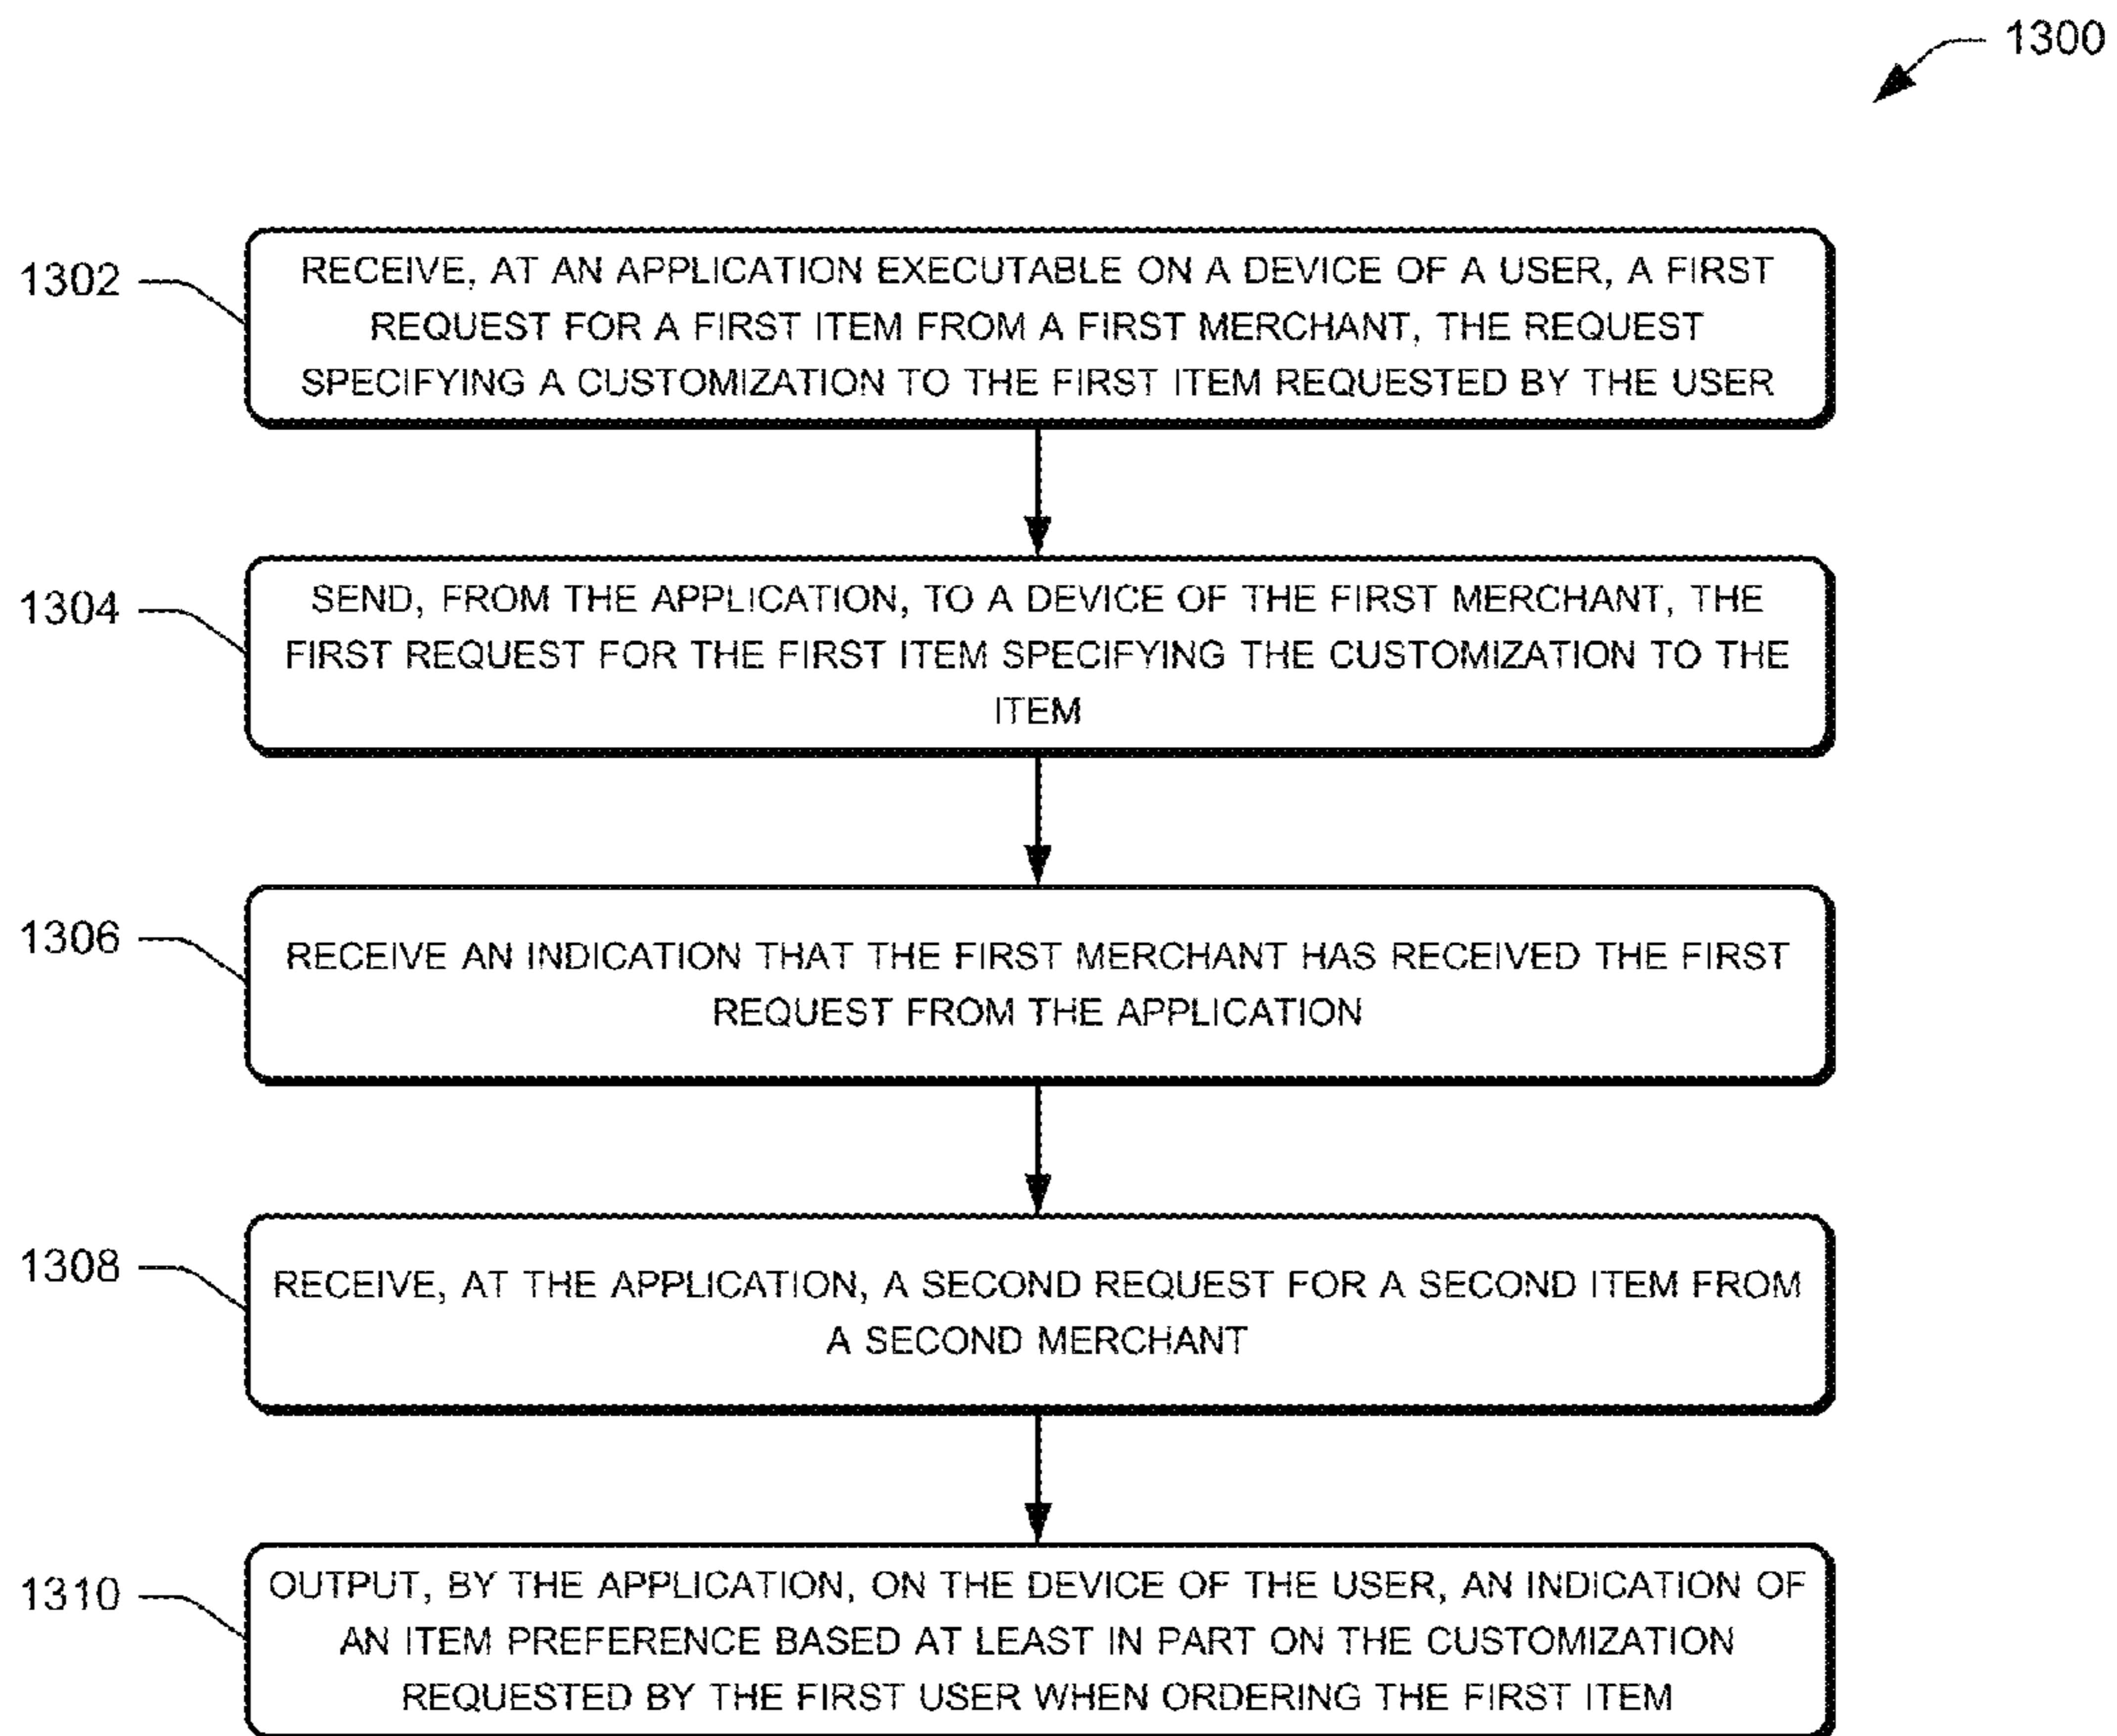 1300
1302
RECEIVE, AT AN APPLICATION EXECUTABLE ON A DEVICE OF A USER, A FIRST
REQUEST FOR A FIRST ITEM FROM A FIRST MERCHANT, THE REQUEST
SPECIFYING A CUSTOMIZATION TO THE FIRST ITEM REQUESTED BY THE USER
1304
SEND, FROM THE APPLICATION, TO A DEVICE OF THE FIRST MERCHANT, THE
FIRST REQUEST FOR THE FIRST ITEM SPECIFYING THE CUSTOMIZATION TO THE
ITEM
1306
RECEIVE AN INDICATION THAT THE FIRST MERCHANT HAS RECEIVED THE FIRST
REQUEST FROM THE APPLICATION
1308
RECEIVE, AT THE APPLICATION, A SECOND REQUEST FOR A SECOND ITEM FROM
A SECOND MERCHANT
1310
OUTPUT, BY THE APPLICATION, ON THE DEVICE OF THE USER, AN INDICATION OF
AN ITEM PREFERENCE BASED AT LEAST IN PART ON THE CUSTOMIZATION
REQUESTED BY THE FIRST USER WHEN ORDERING THE FIRST ITEM